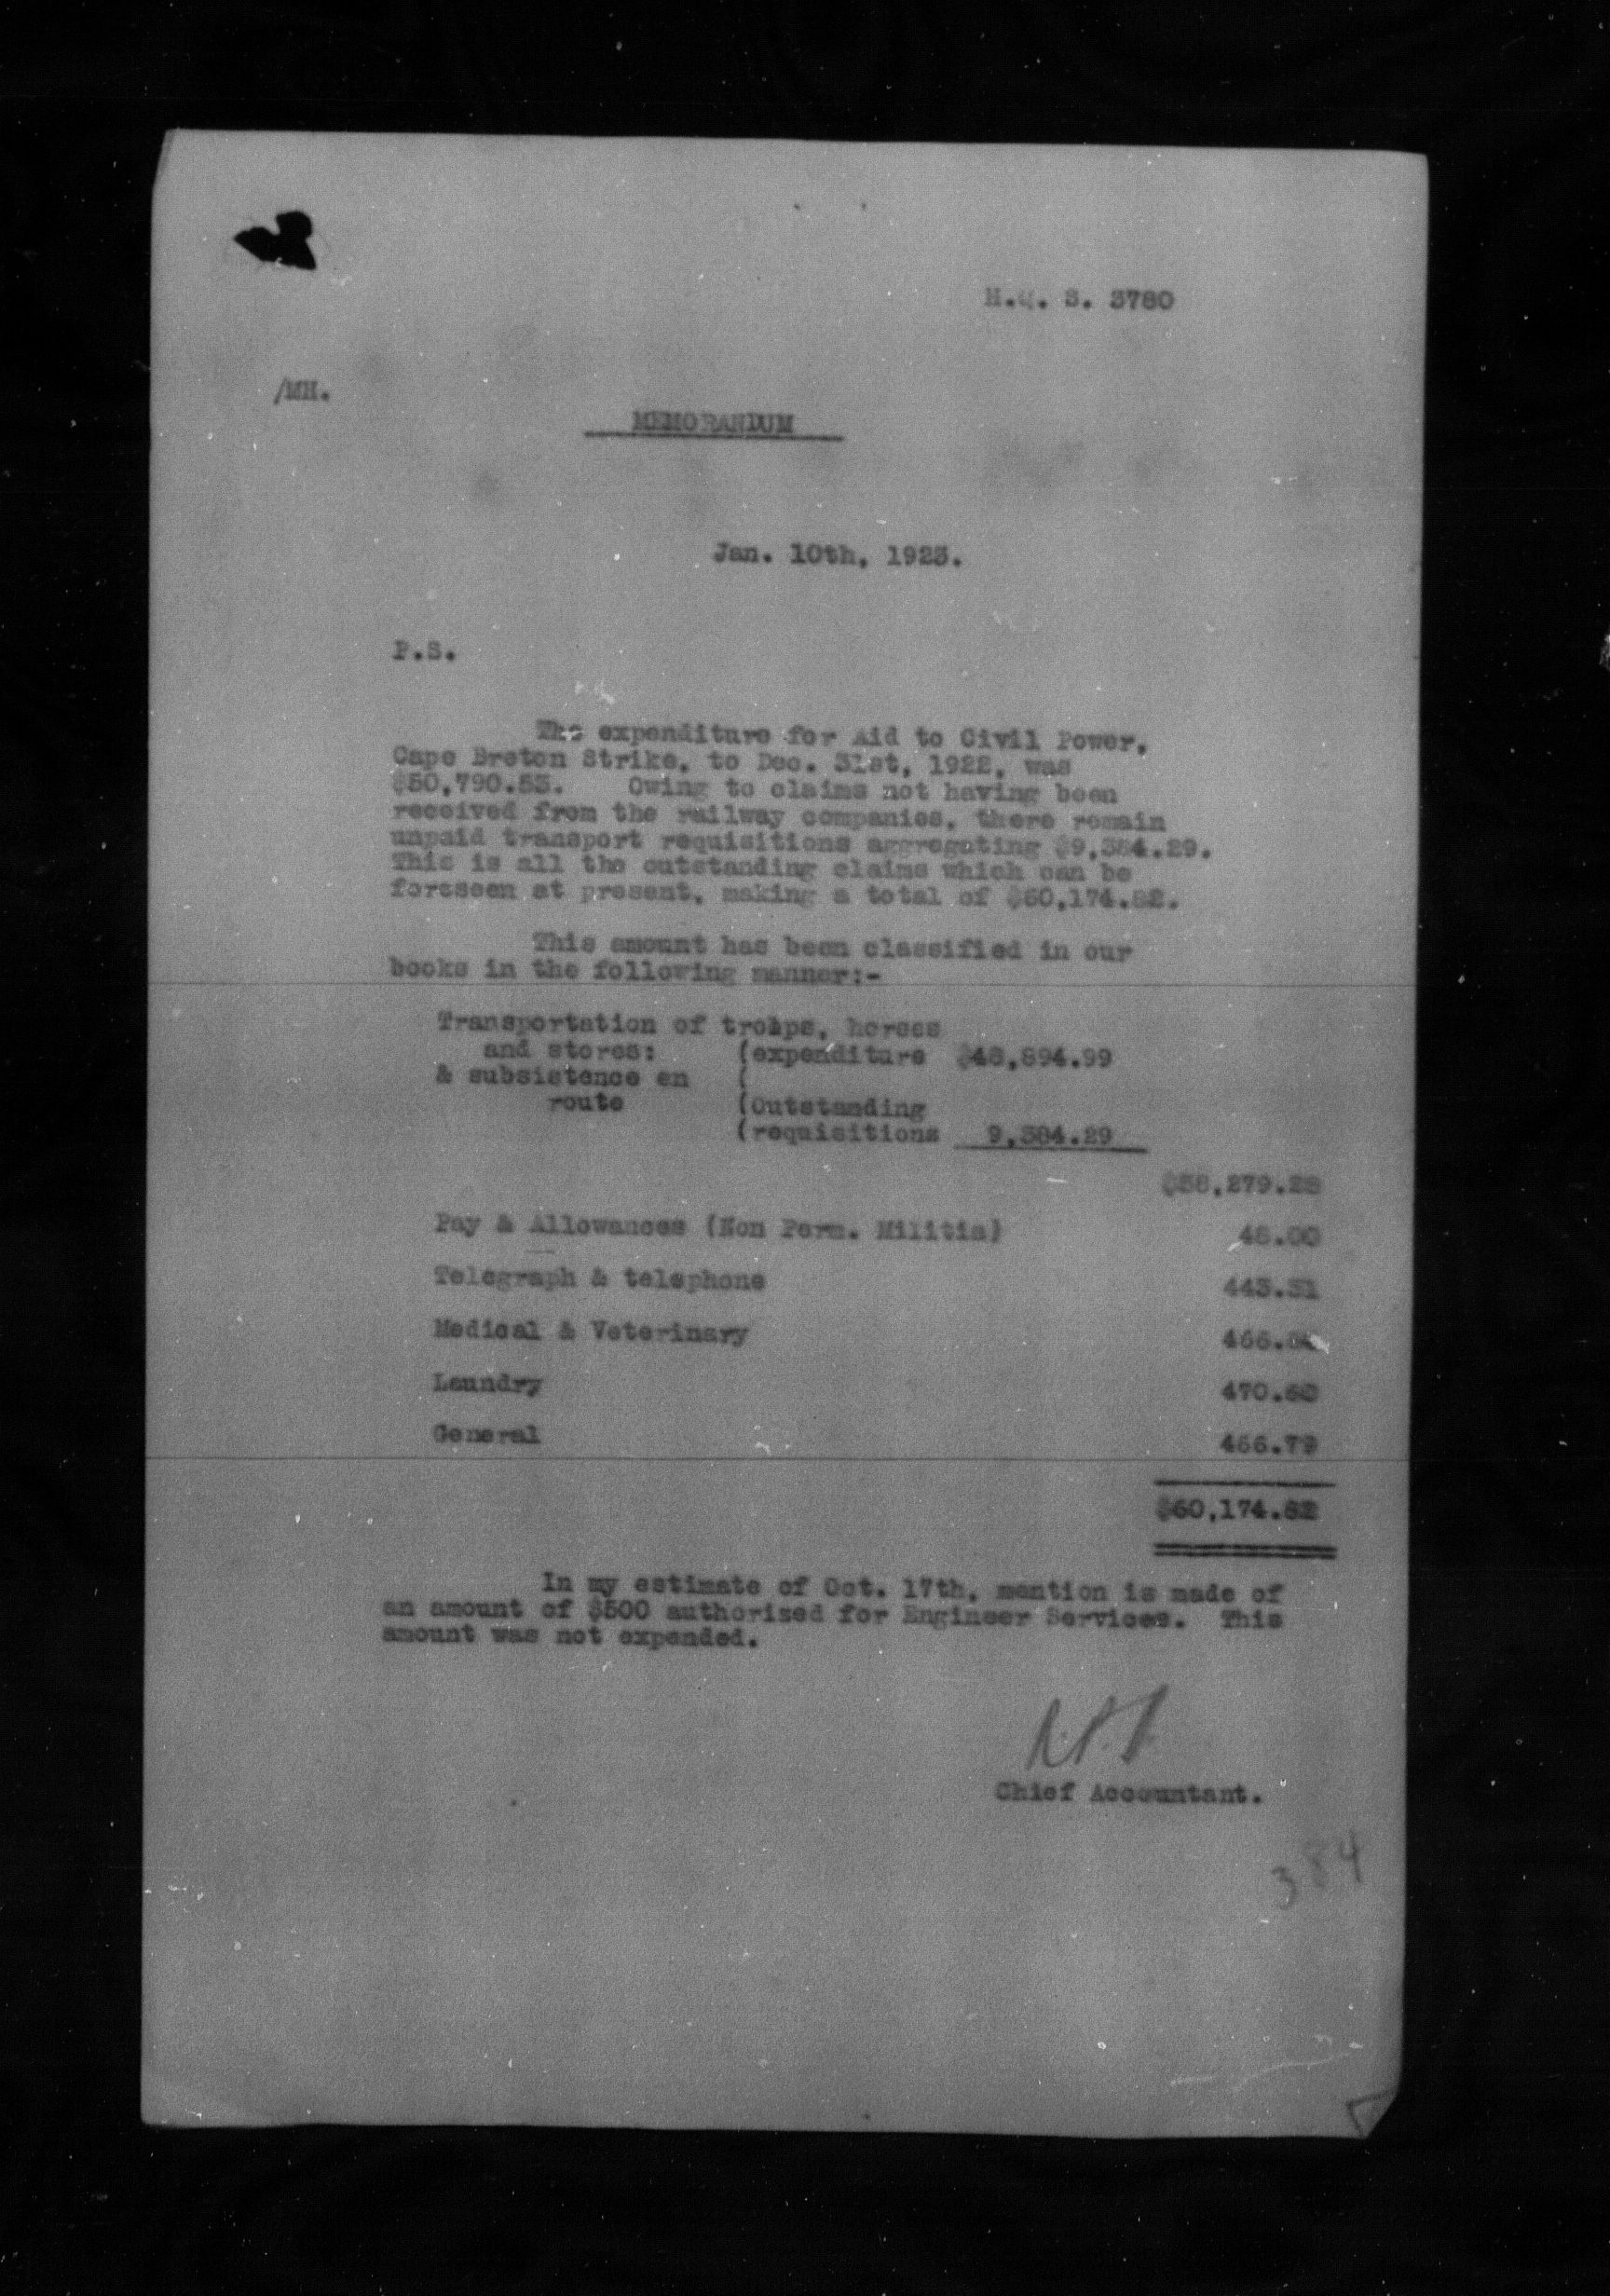 H.Q. S. 3780
/MH.
MEMORANDUM
Jan. 10th, 1923.
P.S.
The expenditure for Aid to Civil Power,
Cape Breton Strike, to Dec. 31st, 1922, was
$50,790.53. Owing to claims not having been
received from the railway companies, there remain
unpaid transport requisitions aggregating $9,384.29.
This is all the outstanding claims which can be
foreseen at present, making a total of $60,174.82.
This amount has been classified in our
books in the following manner:-
Transportation of troops, horses
and stores: (expenditure $48,894.99
& subsistence en (
route (Outstanding
(requisitions 9,384.29
$58,279.28
Pay & Allowances (Non Perm. Militia) 48.00
Telegraph & telephone 443.31
Medical & Veterinary 466.84
Laundry 470.60
General 466.79
$60,174.82
In my estimate of Oct. 17th, mention is made of
an amount of $500 authorised for Engineer Services. This
amount was not expended.
Chief Accountant.
384